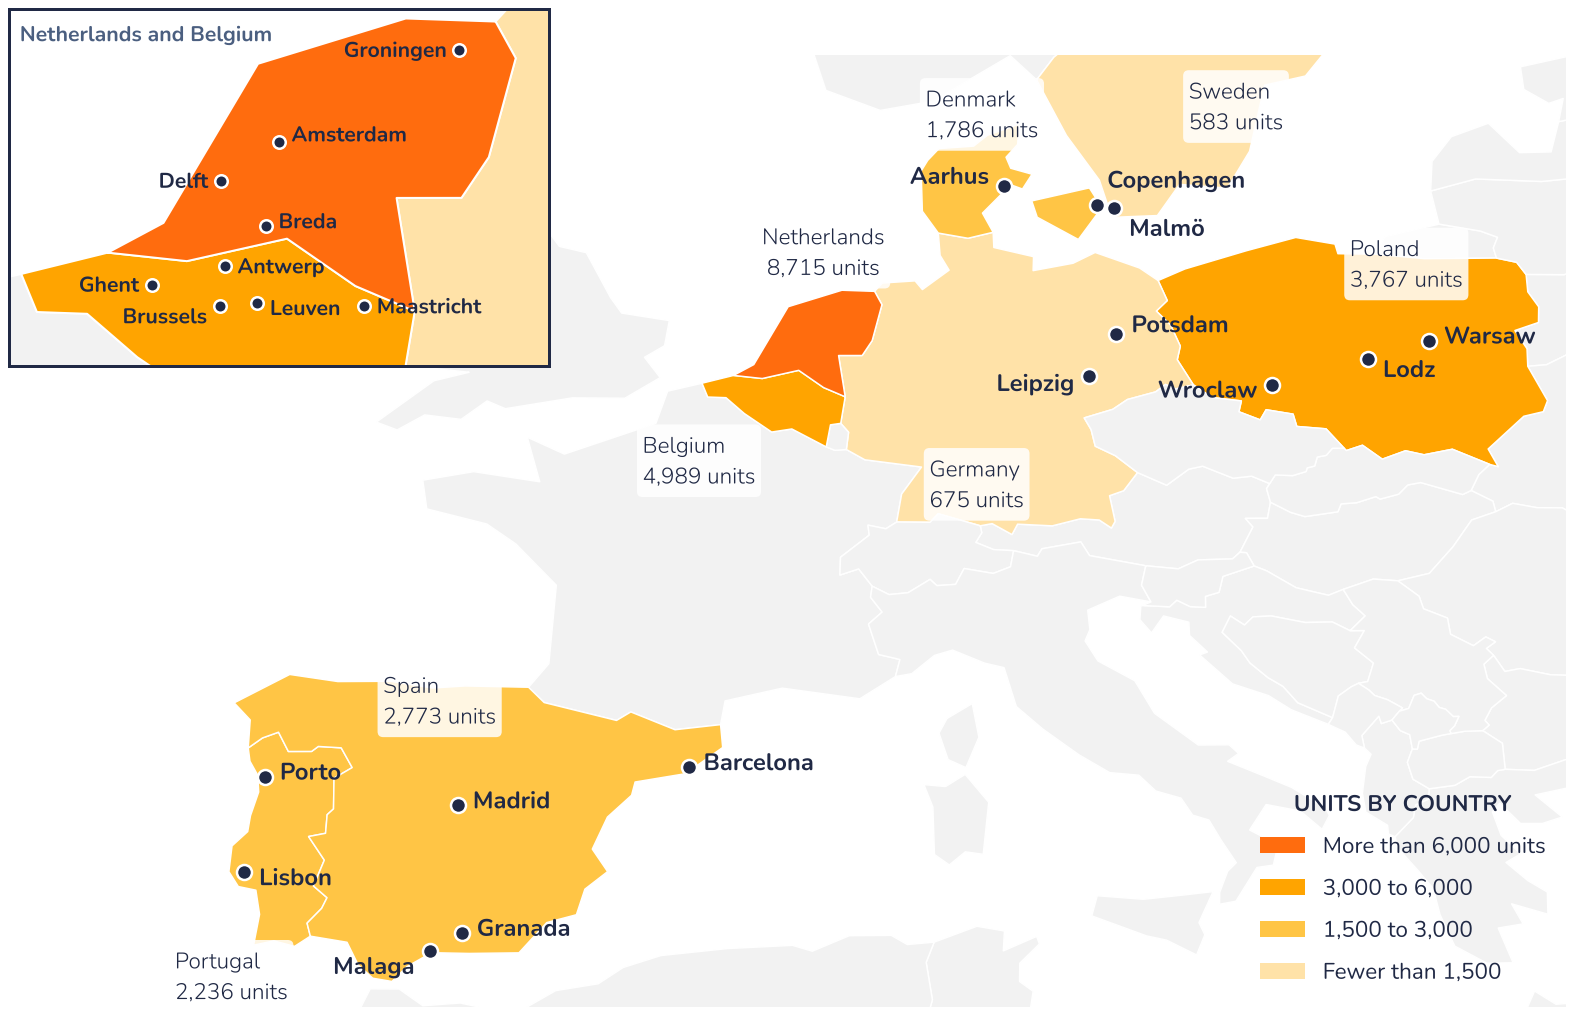 Netherlands and Belgium
Groningen
Amsterdam
Delft
Breda
Antwerp
Ghent
Brussels
Leuven
Maastricht
Denmark
1,786 units
Sweden
583 units
Aarhus
Copenhagen
Malmö
Netherlands
8,715 units
Poland
3,767 units
Potsdam
Warsaw
Lodz
Leipzig
Wroclaw
Belgium
4,989 units
Germany
675 units
Spain
2,773 units
Porto
Barcelona
Madrid
Lisbon
Granada
Malaga
Portugal
2,236 units
UNITS BY COUNTRY
More than 6,000 units
3,000 to 6,000
1,500 to 3,000
Fewer than 1,500